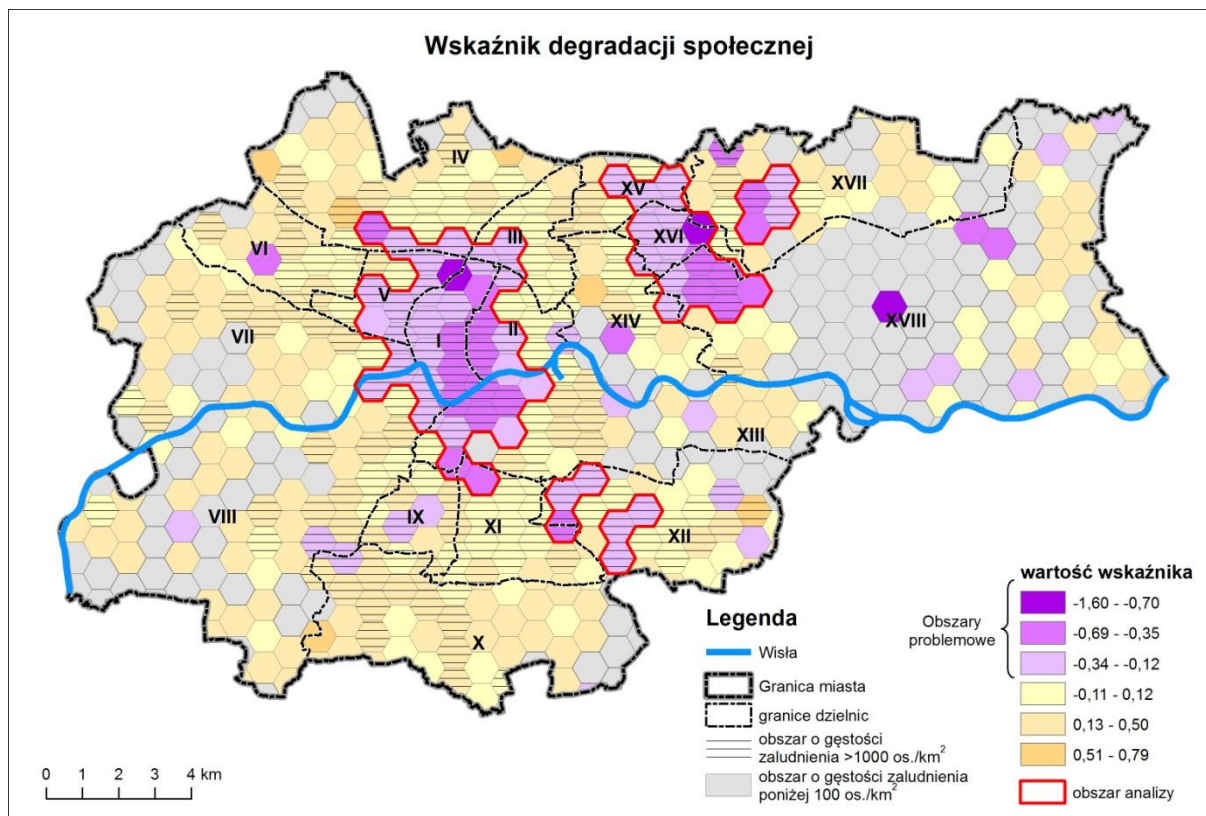 Wskaźnik degradacji społecznej
IV
XV
XVII
III
XVI
VI
V
II
XIV
XVIII
VII
I
XIII
VIII
IX
XI
XII
X
Legenda
Wisła
Granica miasta
granice dzielnic
obszar o gęstości
zaludnienia >1000 os./km²
obszar o gęstości zaludnienia
poniżej 100 os./km²
wartość wskaźnika
Obszary
problemowe
-1,60 - -0,70
-0,69 - -0,35
-0,34 - -0,12
-0,11 - 0,12
0,13 - 0,50
0,51 - 0,79
obszar analizy
0 1 2 3 4 km